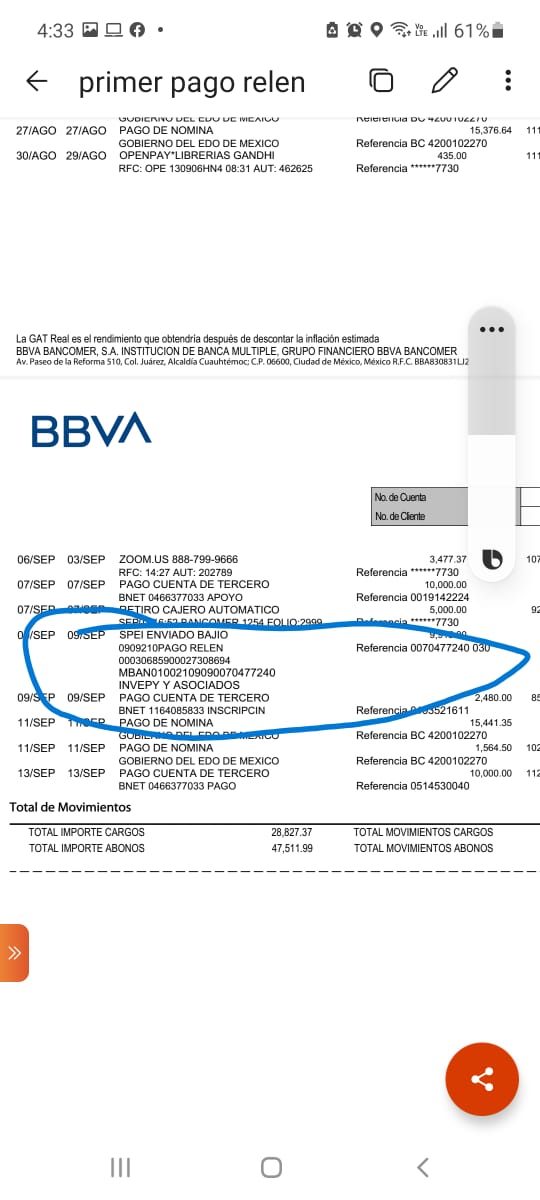 4:33
Vo LTE 61%
primer pago relen
GOBIERNO DEL EDO DE MEXICO Referencia BC 4200102270
27/AGO 27/AGO PAGO DE NOMINA 15,376.64 111
GOBIERNO DEL EDO DE MEXICO Referencia BC 4200102270
30/AGO 29/AGO OPENPAY*LIBRERIAS GANDHI 435.00 111
RFC: OPE 130906HN4 08:31 AUT: 462625 Referencia ******7730
La GAT Real es el rendimiento que obtendría después de descontar la inflación estimada
BBVA BANCOMER, S.A. INSTITUCION DE BANCA MULTIPLE, GRUPO FINANCIERO BBVA BANCOMER
Av. Paseo de la Reforma 510, Col. Juárez, Alcaldía Cuauhtémoc; C.P. 06600, Ciudad de México, México R.F.C. BBA830831LJ2
BBVA
No. de Cuenta
No. de Cliente
06/SEP 03/SEP ZOOM.US 888-799-9666 3,477.37 107
RFC: 14:27 AUT: 202789 Referencia ******7730
07/SEP 07/SEP PAGO CUENTA DE TERCERO 10,000.00
BNET 0466377033 APOYO Referencia 0019142224
07/SEP 07/SEP RETIRO CAJERO AUTOMATICO 5,000.00 92
16:52 BANCOMER 1254 FOLIO:2999 Referencia ******7730
09/SEP 09/SEP SPEI ENVIADO BAJIO
0909210PAGO RELEN Referencia 0070477240 030
00030685900027308694
MBAN01002109090070477240
INVEPY Y ASOCIADOS
09/SEP 09/SEP PAGO CUENTA DE TERCERO 2,480.00 85
BNET 1164085833 INSCRIPCIN Referencia
11/SEP 11/SEP PAGO DE NOMINA 15,441.35
GOBIERNO DEL EDO DE MEXICO Referencia BC 4200102270
11/SEP 11/SEP PAGO DE NOMINA 1,564.50 102
GOBIERNO DEL EDO DE MEXICO Referencia BC 4200102270
13/SEP 13/SEP PAGO CUENTA DE TERCERO 10,000.00 112
BNET 0466377033 PAGO Referencia 0514530040
Total de Movimientos
TOTAL IMPORTE CARGOS 28,827.37 TOTAL MOVIMIENTOS CARGOS
TOTAL IMPORTE ABONOS 47,511.99 TOTAL MOVIMIENTOS ABONOS